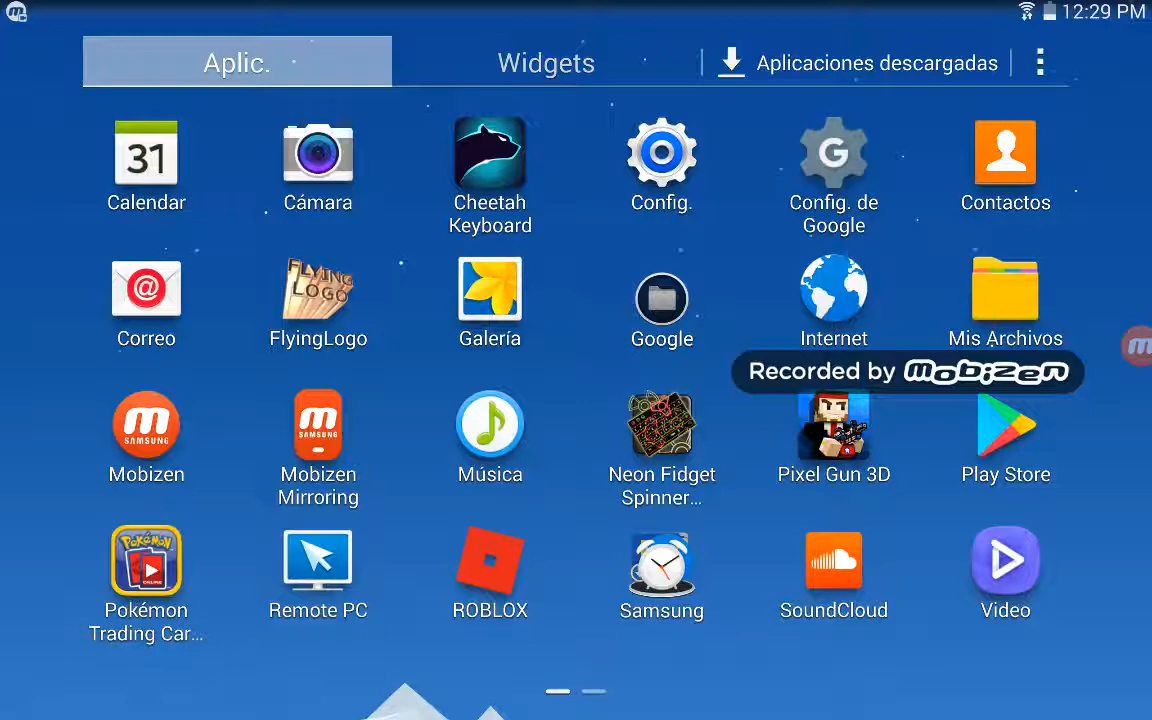 12:29 PM
Aplic.
Widgets
Aplicaciones descargadas
31
Calendar
Cámara
Cheetah
Keyboard
Config.
G
Config. de
Google
Contactos
@
Correo
FLYING
LOGO
FlyingLogo
Galería
Google
Internet
Mis Archivos
Recorded by mobizen
m
m
SAMSUNG
Mobizen
m
SAMSUNG
Mobizen
Mirroring
Música
Neon Fidget
Spinner...
Pixel Gun 3D
Play Store
POKéMON
ONLINE
Pokémon
Trading Car...
Remote PC
ROBLOX
Samsung
SoundCloud
Video